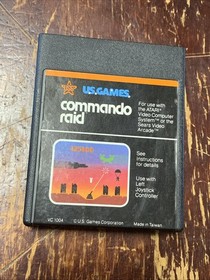 U.S. GAMES
commando
raid
For use with
the ATARI
Video Computer
System™ or the
Sears Video
Arcade™
See
instructions
for details
Use with
Left
Joystick
Controller
VC 1004
© U.S. Games Corporation
Made in Taiwan